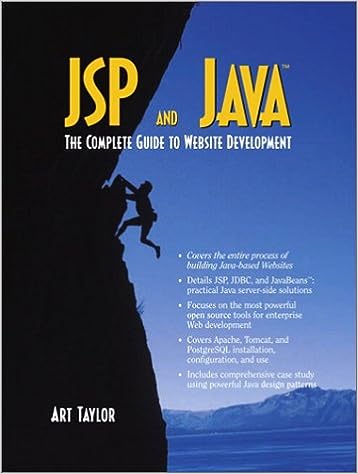 JSP AND JAVA™
THE COMPLETE GUIDE TO WEBSITE DEVELOPMENT
• Covers the entire process of
building Java-based Websites
• Details JSP, JDBC, and JavaBeans™:
practical Java server-side solutions
• Focuses on the most powerful
open source tools for enterprise
Web development
• Covers Apache, Tomcat, and
PostgreSQL installation,
configuration, and use
• Includes comprehensive case study
using powerful Java design patterns
ART TAYLOR